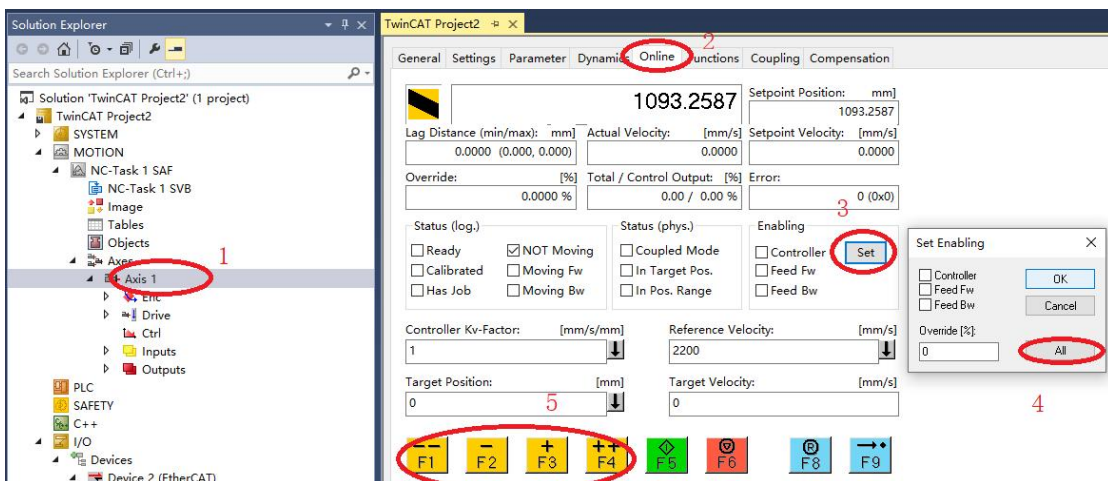 Solution Explorer
Search Solution Explorer (Ctrl+;)
Solution 'TwinCAT Project2' (1 project)
TwinCAT Project2
SYSTEM
MOTION
NC-Task 1 SAF
NC-Task 1 SVB
Image
Tables
Objects
Axes
1
Axis 1
Enc
Drive
Ctrl
Inputs
Outputs
PLC
SAFETY
C++
I/O
Devices
Device 2 (EtherCAT)
TwinCAT Project2
2
General Settings Parameter Dynamics Online Functions Coupling Compensation
1093.2587
Setpoint Position: mm]
1093.2587
Lag Distance (min/max): mm] Actual Velocity: [mm/s] Setpoint Velocity: [mm/s]
0.0000 (0.000, 0.000) 0.0000 0.0000
Override: [%] Total / Control Output: [%] Error:
0.0000 % 0.00 / 0.00 % 0 (0x0)
3
Status (log.) Status (phys.) Enabling
Ready NOT Moving Coupled Mode Controller Set
Calibrated Moving Fw In Target Pos. Feed Fw
Has Job Moving Bw In Pos. Range Feed Bw
Controller Kv-Factor: [mm/s/mm] Reference Velocity: [mm/s]
1 2200
Target Position: [mm] Target Velocity: [mm/s]
0 5 0
-- - + ++
F1 F2 F3 F4 F5 F6 F8 F9
R
Set Enabling
Controller
Feed Fw
Feed Bw
OK
Cancel
Override [%]:
0 All
4